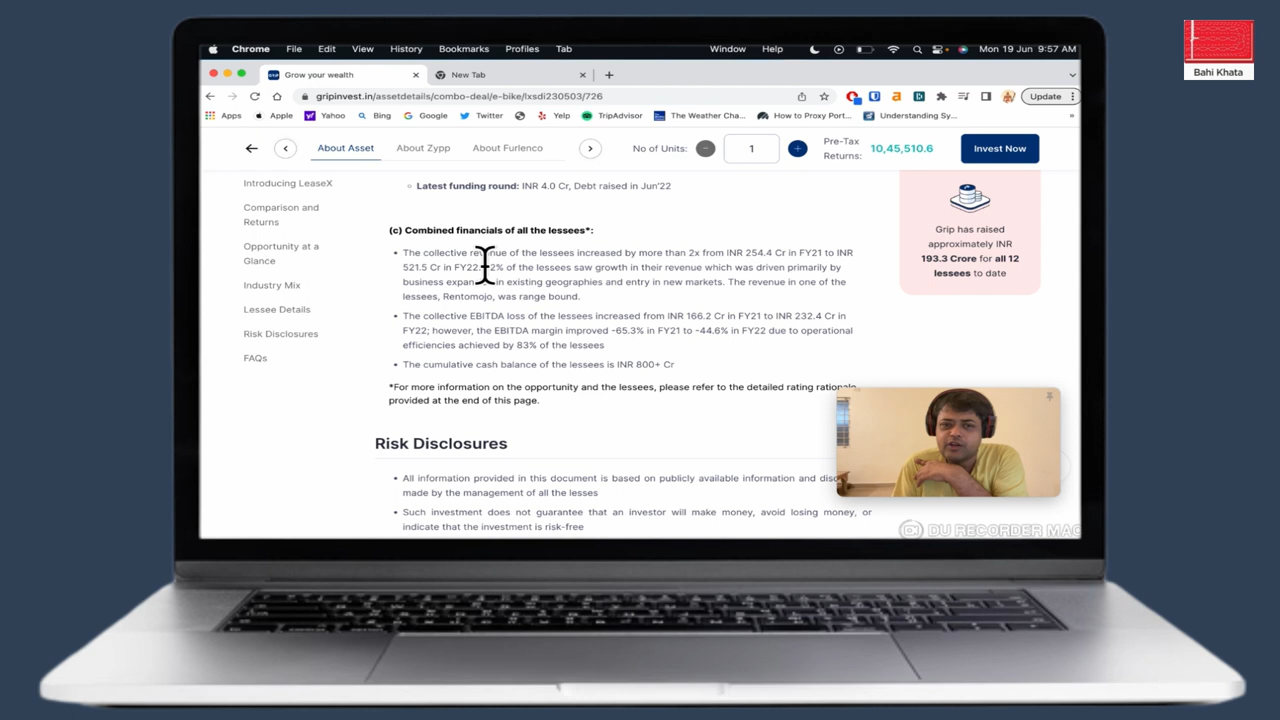 Bahi Khata
Chrome File Edit View History Bookmarks Profiles Tab Window Help Mon 19 Jun 9:57 AM
GRIP Grow your wealth New Tab
gripinvest.in/assetdetails/combo-deal/e-bike/lxsdi230503/726 Update
Apps Apple Yahoo Bing Google Twitter Yelp TripAdvisor The Weather Cha... How to Proxy Port... Understanding Sy... »
About Asset About Zypp About Furlenco No of Units: 1 Pre-Tax Returns: 10,45,510.6 Invest Now
Introducing LeaseX
Comparison and
Returns
Opportunity at a
Glance
Industry Mix
Lessee Details
Risk Disclosures
FAQs
Latest funding round: INR 4.0 Cr, Debt raised in Jun'22
(c) Combined financials of all the lessees*:
• The collective revenue of the lessees increased by more than 2x from INR 254.4 Cr in FY21 to INR
521.5 Cr in FY22. 2% of the lessees saw growth in their revenue which was driven primarily by
business expan in existing geographies and entry in new markets. The revenue in one of the
lessees, Rentomojo, was range bound.
• The collective EBITDA loss of the lessees increased from INR 166.2 Cr in FY21 to INR 232.4 Cr in
FY22; however, the EBITDA margin improved -65.3% in FY21 to -44.6% in FY22 due to operational
efficiencies achieved by 83% of the lessees
• The cumulative cash balance of the lessees is INR 800+ Cr
*For more information on the opportunity and the lessees, please refer to the detailed rating rationale
provided at the end of this page.
Risk Disclosures
• All information provided in this document is based on publicly available information and disc
made by the management of all the lesses
• Such investment does not guarantee that an investor will make money, avoid losing money, or
indicate that the investment is risk-free
Grip has raised
approximately INR
193.3 Crore for all 12
lessees to date
DU RECORDER MAC